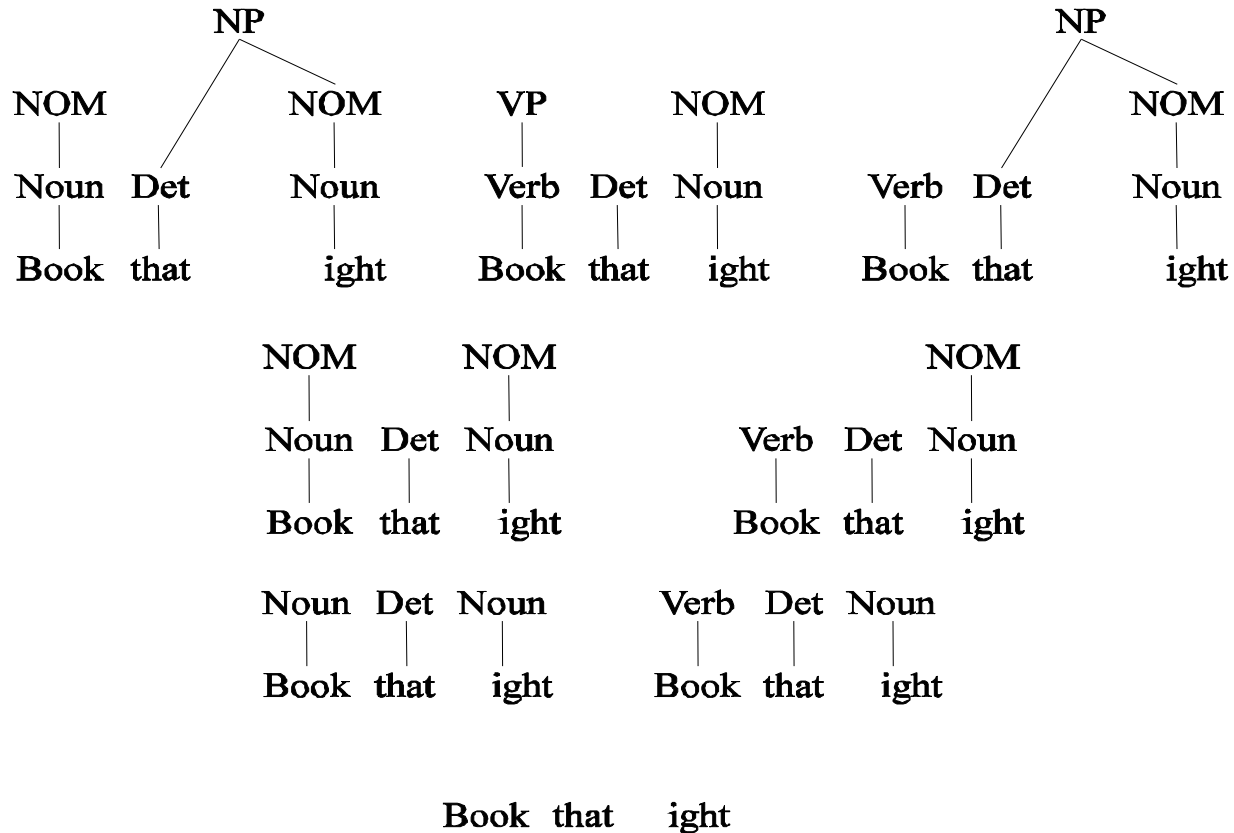 NP NP
NOM NOM VP NOM NOM
Noun Det Noun Verb Det Noun Verb Det Noun
Book that ight Book that ight Book that ight
NOM NOM NOM
Noun Det Noun Verb Det Noun
Book that ight Book that ight
Noun Det Noun Verb Det Noun
Book that ight Book that ight
Book that ight